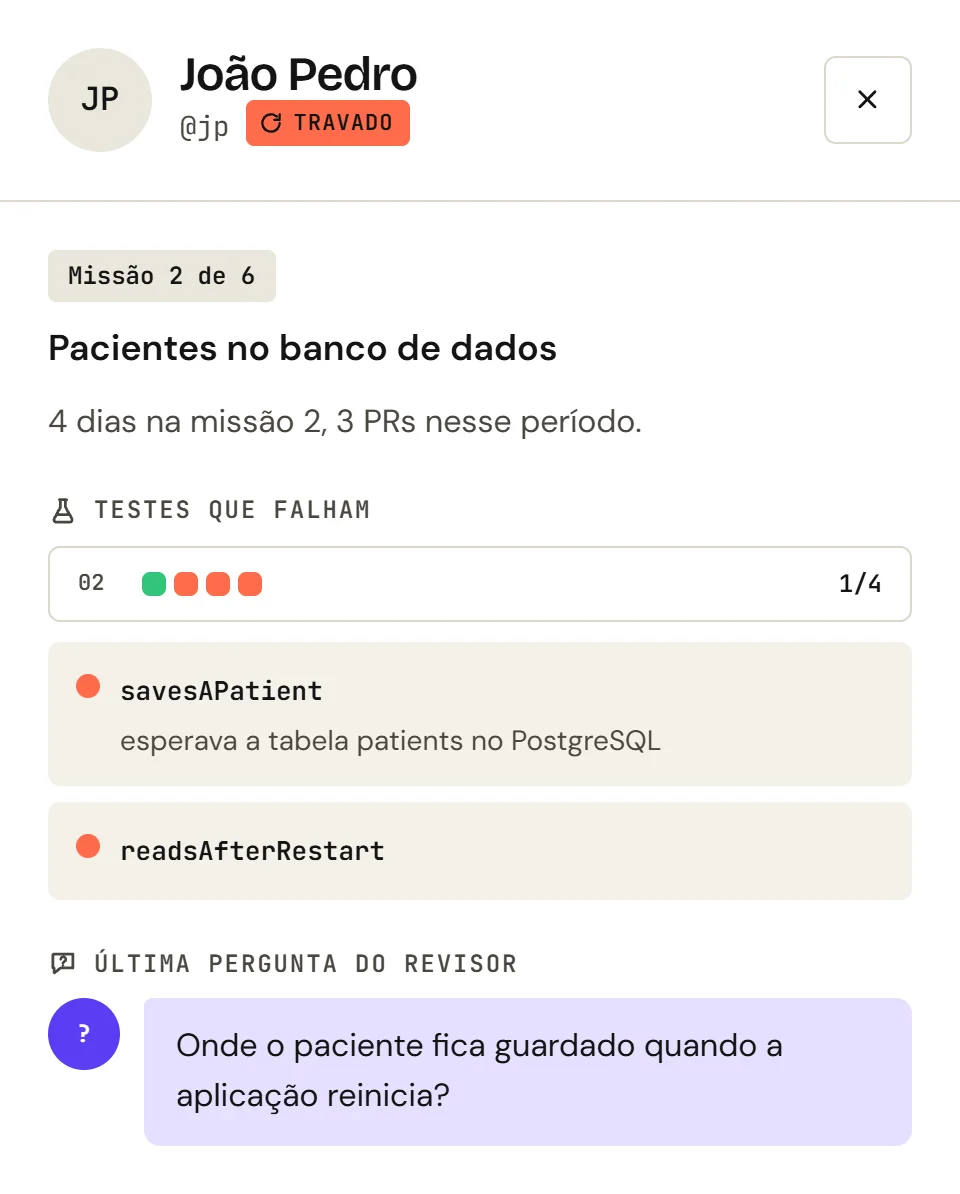 JP
João Pedro
@jp
TRAVADO
Missão 2 de 6
Pacientes no banco de dados
4 dias na missão 2, 3 PRs nesse período.
TESTES QUE FALHAM
02
1/4
savesAPatient
esperava a tabela patients no PostgreSQL
readsAfterRestart
ÚLTIMA PERGUNTA DO REVISOR
?
Onde o paciente fica guardado quando a
aplicação reinicia?